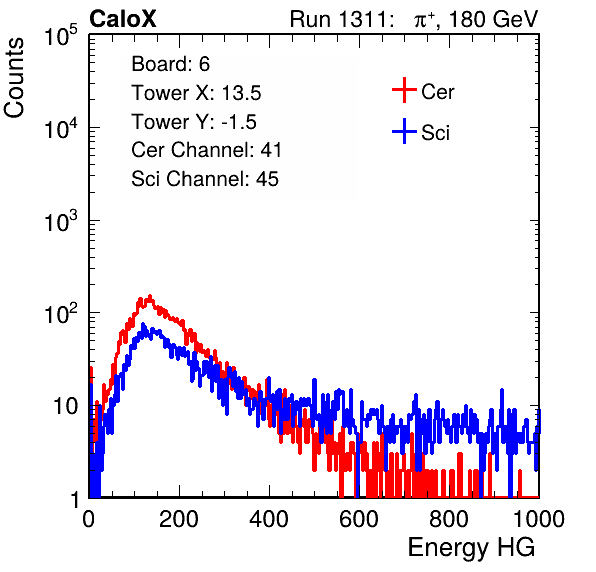 CaloX Run 1311: π⁺, 180 GeV
Counts
10⁵
10⁴
10³
10²
10
1
Board: 6
Tower X: 13.5
Tower Y: -1.5
Cer Channel: 41
Sci Channel: 45
Cer
Sci
0 200 400 600 800 1000
Energy HG